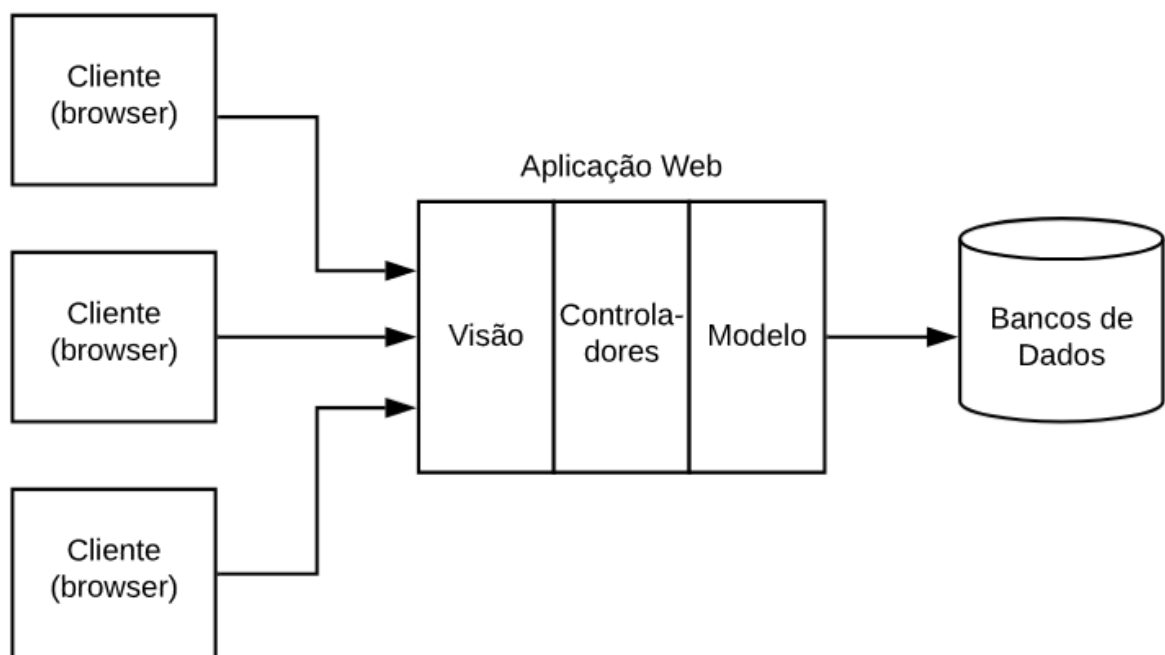 Cliente
(browser)
Aplicação Web
Cliente
(browser)
Visão
Controla-
dores
Modelo
Bancos de
Dados
Cliente
(browser)